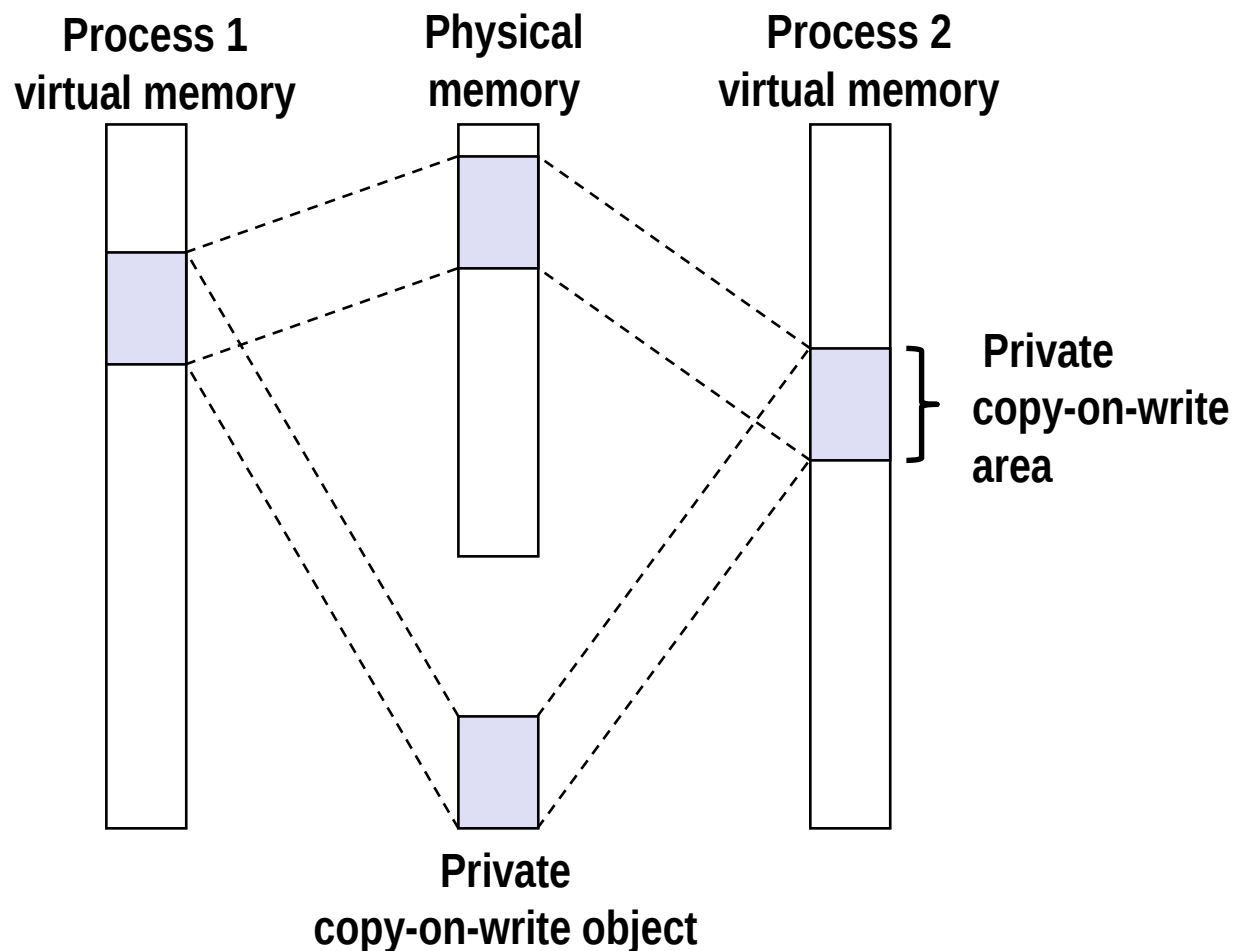 Process 1
virtual memory
Physical
memory
Process 2
virtual memory
Private
copy-on-write
area
Private
copy-on-write object